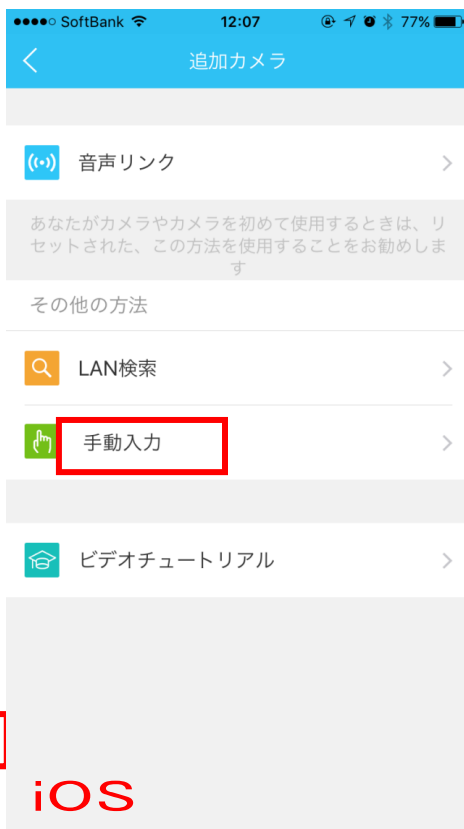 SoftBank 12:07 77%
追加カメラ
音声リンク
あなたがカメラやカメラを初めて使用するときは、リ
セットされた、この方法を使用することをお勧めしま
す
その他の方法
LAN検索
手動入力
ビデオチュートリアル
iOS